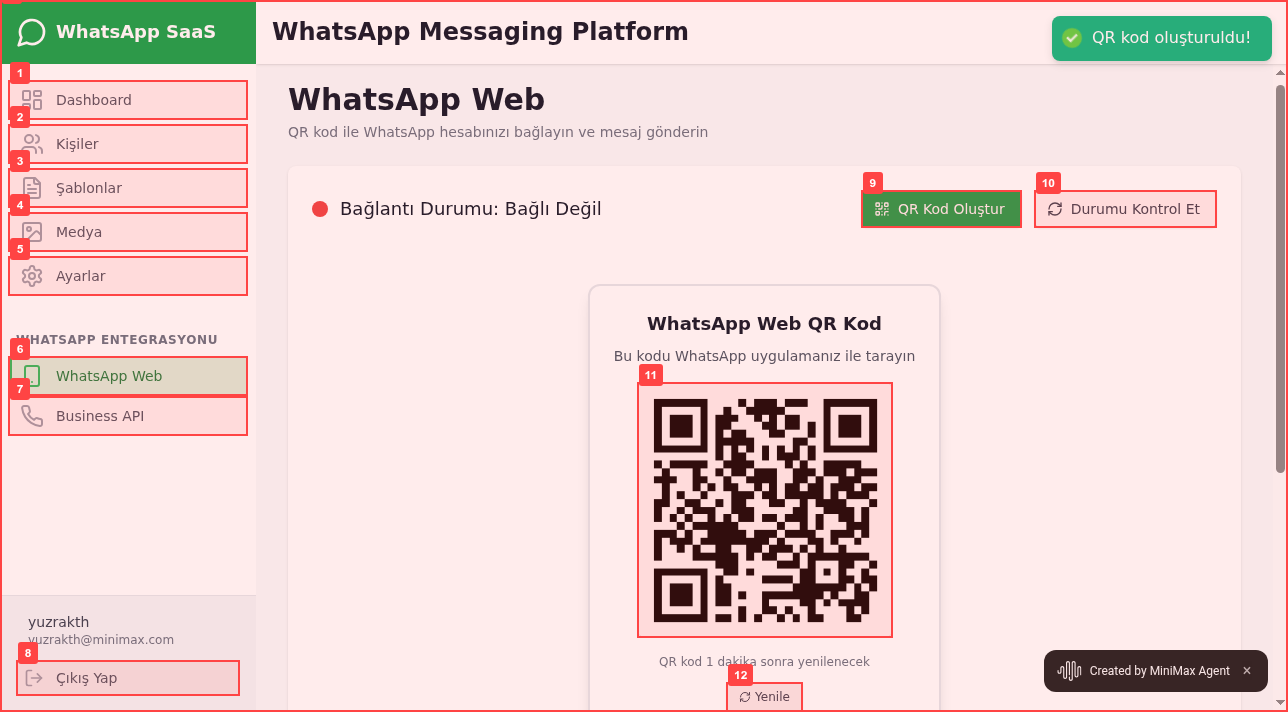 WhatsApp SaaS
WhatsApp Messaging Platform
QR kod oluşturuldu!
1
Dashboard
2
Kişiler
3
Şablonlar
4
Medya
5
Ayarlar
WHATSAPP ENTEGRASYONU
6
WhatsApp Web
7
Business API
yuzrakth
yuzrakth@minimax.com
8
Çıkış Yap
WhatsApp Web
QR kod ile WhatsApp hesabınızı bağlayın ve mesaj gönderin
Bağlantı Durumu: Bağlı Değil
9
QR Kod Oluştur
10
Durumu Kontrol Et
WhatsApp Web QR Kod
Bu kodu WhatsApp uygulamanız ile tarayın
11
QR kod 1 dakika sonra yenilenecek
12
Yenile
Created by MiniMax Agent ×